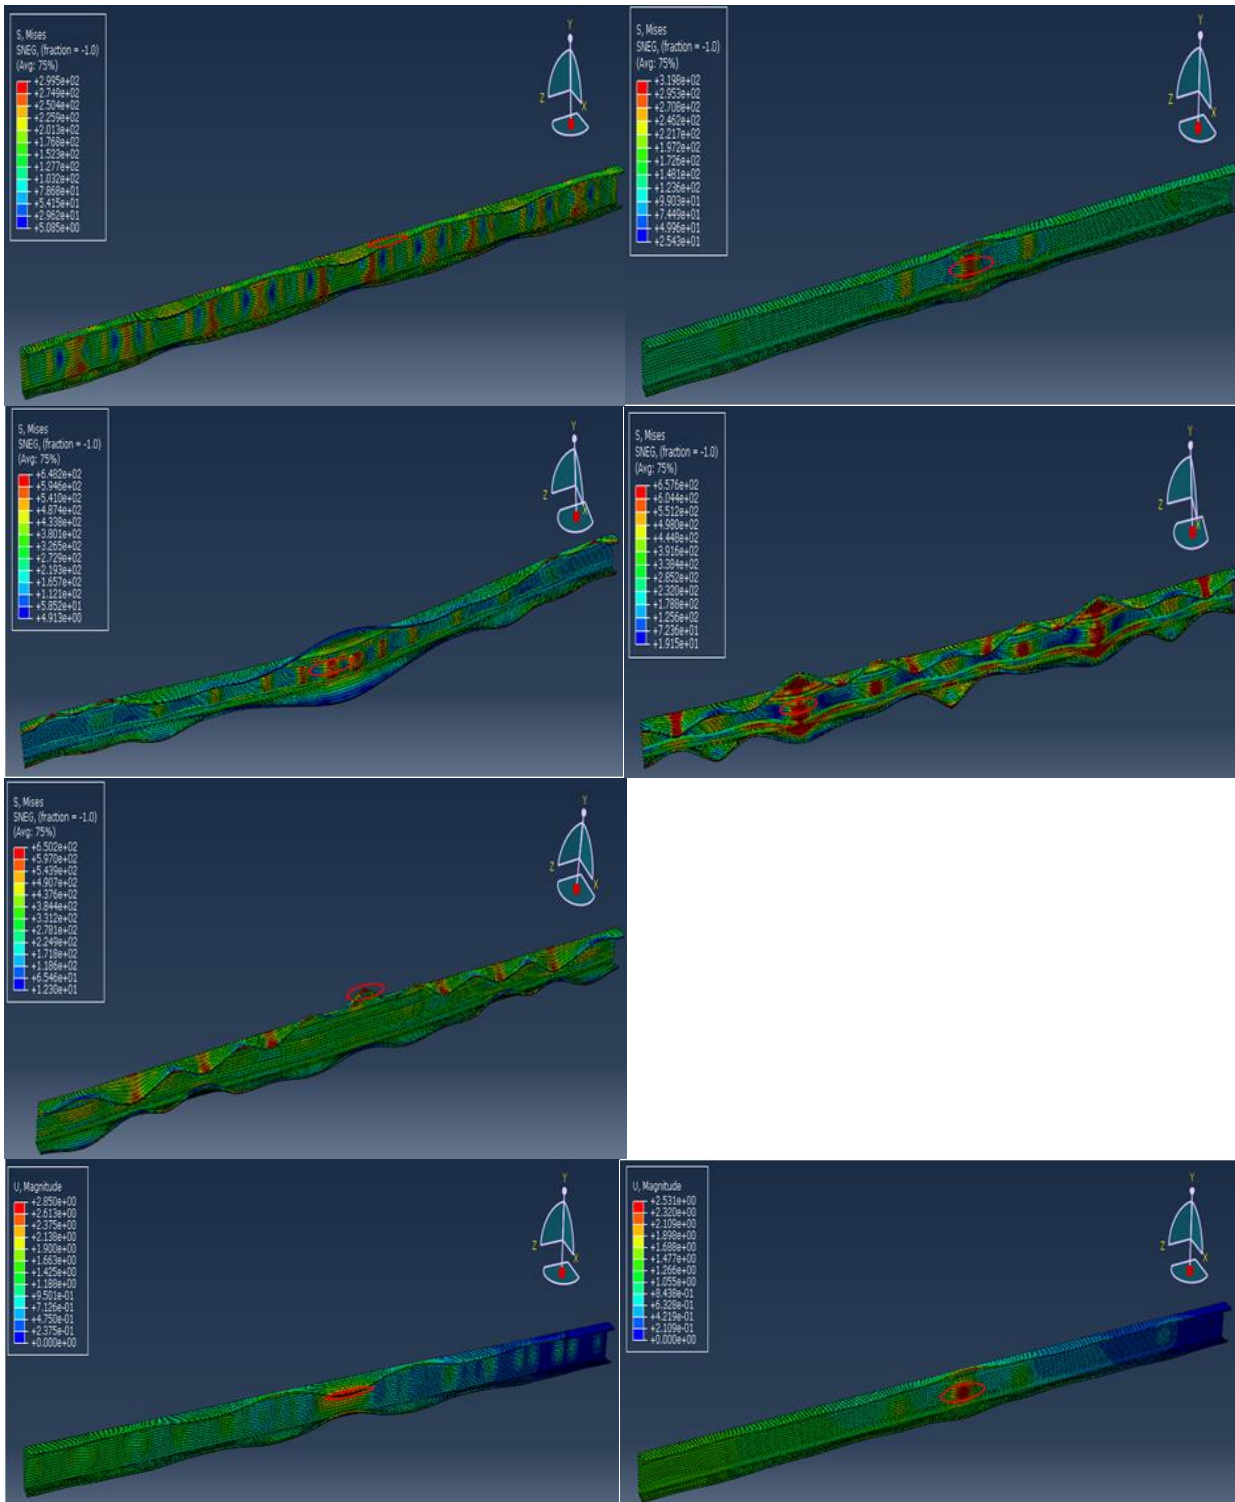 S, Mises
SNEG, (fraction = -1.0)
(Avg: 75%)
+2.995e+02
+2.749e+02
+2.504e+02
+2.259e+02
+2.013e+02
+1.768e+02
+1.523e+02
+1.277e+02
+1.032e+02
+7.868e+01
+5.415e+01
+2.962e+01
+5.085e+00
Y
Z
X
S, Mises
SNEG, (fraction = -1.0)
(Avg: 75%)
+3.198e+02
+2.953e+02
+2.708e+02
+2.462e+02
+2.217e+02
+1.972e+02
+1.726e+02
+1.481e+02
+1.236e+02
+9.903e+01
+7.449e+01
+4.996e+01
+2.543e+01
Y
Z
X
S, Mises
SNEG, (fraction = -1.0)
(Avg: 75%)
+6.482e+02
+5.946e+02
+5.410e+02
+4.874e+02
+4.338e+02
+3.801e+02
+3.265e+02
+2.729e+02
+2.193e+02
+1.657e+02
+1.121e+02
+5.852e+01
+4.913e+00
Y
Z
X
S, Mises
SNEG, (fraction = -1.0)
(Avg: 75%)
+6.576e+02
+6.044e+02
+5.512e+02
+4.980e+02
+4.448e+02
+3.916e+02
+3.384e+02
+2.852e+02
+2.320e+02
+1.788e+02
+1.256e+02
+7.236e+01
+1.915e+01
Y
Z
X
S, Mises
SNEG, (fraction = -1.0)
(Avg: 75%)
+6.502e+02
+5.970e+02
+5.439e+02
+4.907e+02
+4.376e+02
+3.844e+02
+3.312e+02
+2.781e+02
+2.249e+02
+1.718e+02
+1.186e+02
+6.546e+01
+1.230e+01
Y
Z
X
U, Magnitude
+2.850e+00
+2.613e+00
+2.375e+00
+2.138e+00
+1.900e+00
+1.663e+00
+1.425e+00
+1.188e+00
+9.501e-01
+7.126e-01
+4.750e-01
+2.375e-01
+0.000e+00
Y
Z
X
U, Magnitude
+2.531e+00
+2.320e+00
+2.109e+00
+1.898e+00
+1.688e+00
+1.477e+00
+1.266e+00
+1.055e+00
+8.438e-01
+6.328e-01
+4.219e-01
+2.109e-01
+0.000e+00
Y
Z
X